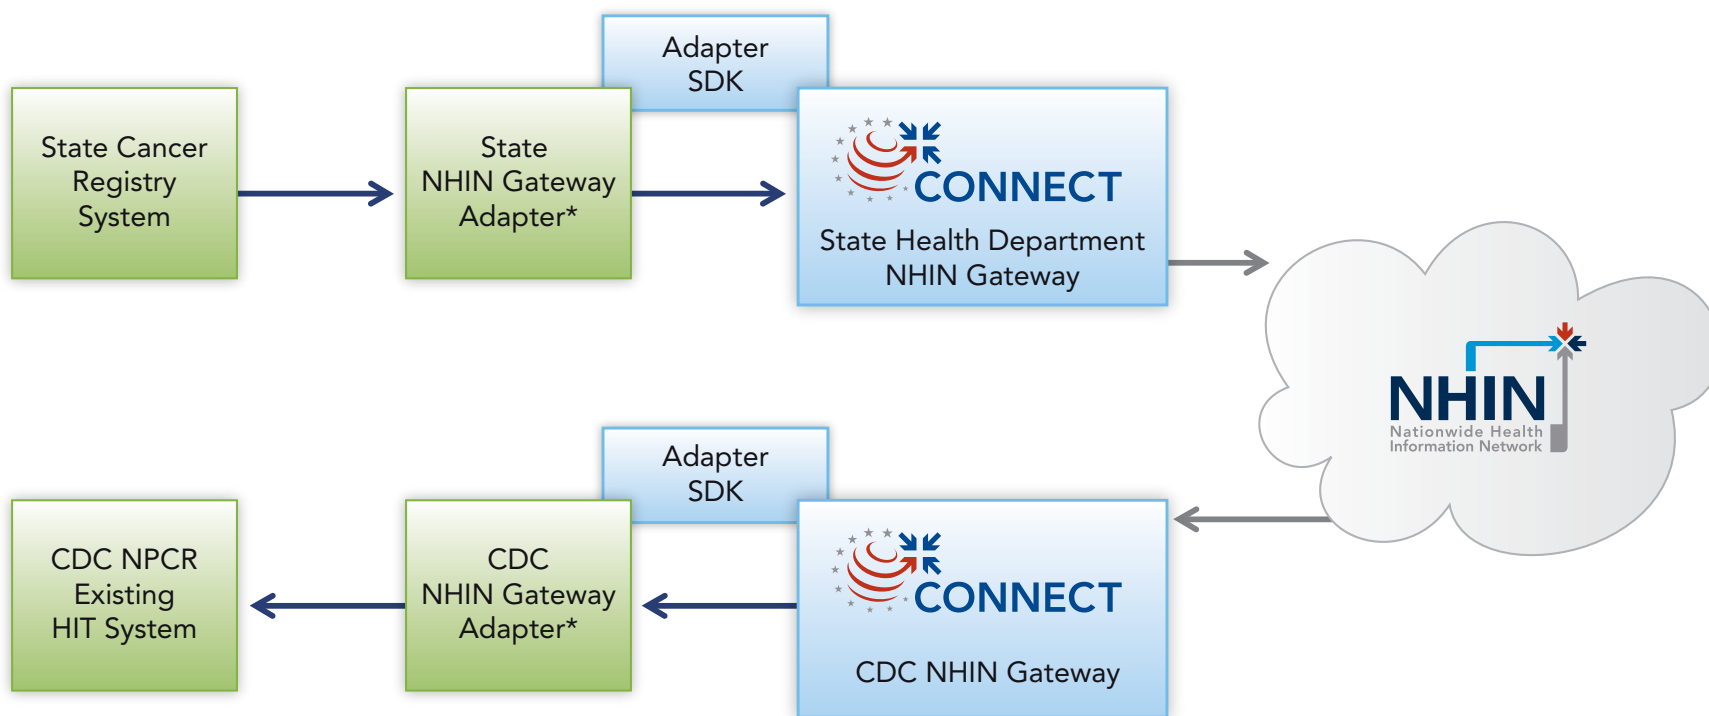 Adapter
SDK
State Cancer
Registry
System
State
NHIN Gateway
Adapter*
CONNECT
State Health Department
NHIN Gateway
NHIN
Nationwide Health
Information Network
Adapter
SDK
CDC NPCR
Existing
HIT System
CDC
NHIN Gateway
Adapter*
CONNECT
CDC NHIN Gateway